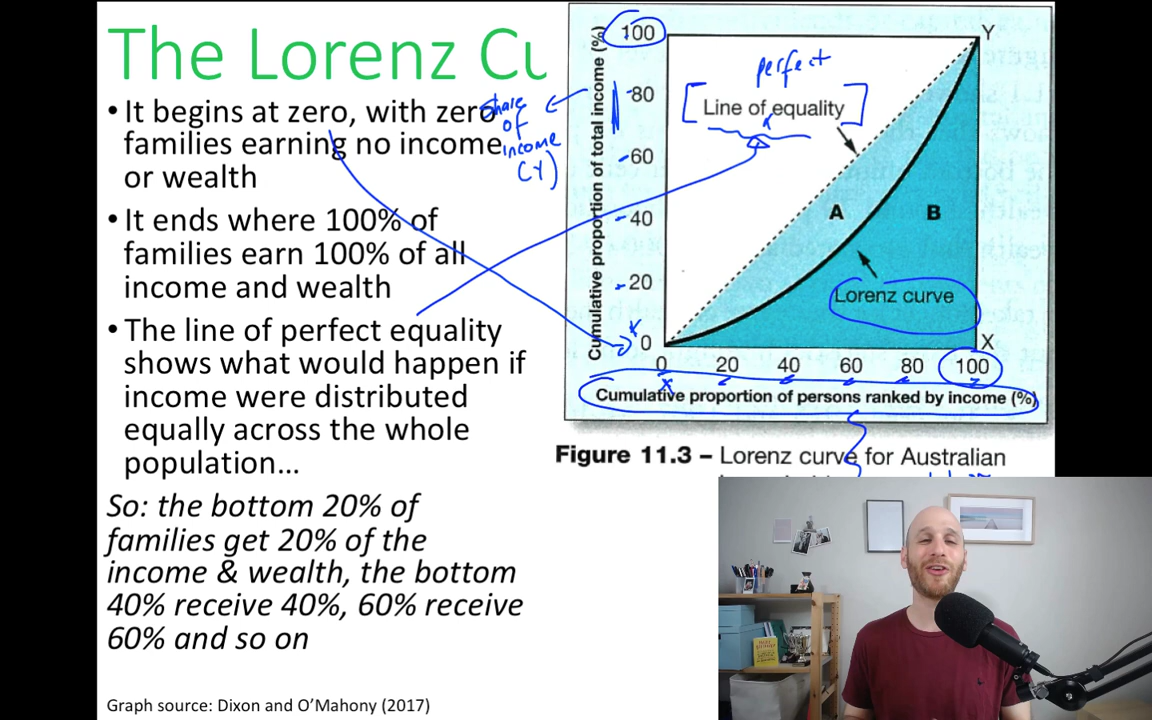 The Lorenz Cu
• It begins at zero, with zero
families earning no income
or wealth
• It ends where 100% of
families earn 100% of all
income and wealth
• The line of perfect equality
shows what would happen if
income were distributed
equally across the whole
population...
So: the bottom 20% of
families get 20% of the
income & wealth, the bottom
40% receive 40%, 60% receive
60% and so on
Graph source: Dixon and O'Mahony (2017)
share
of
income
(Y)
Cumulative proportion of total income (%)
100
80
60
40
20
0
perfect
Line of equality
A
B
Lorenz curve
Y
X
0 20 40 60 80 100
Cumulative proportion of persons ranked by income (%)
Figure 11.3 – Lorenz curve for Australian